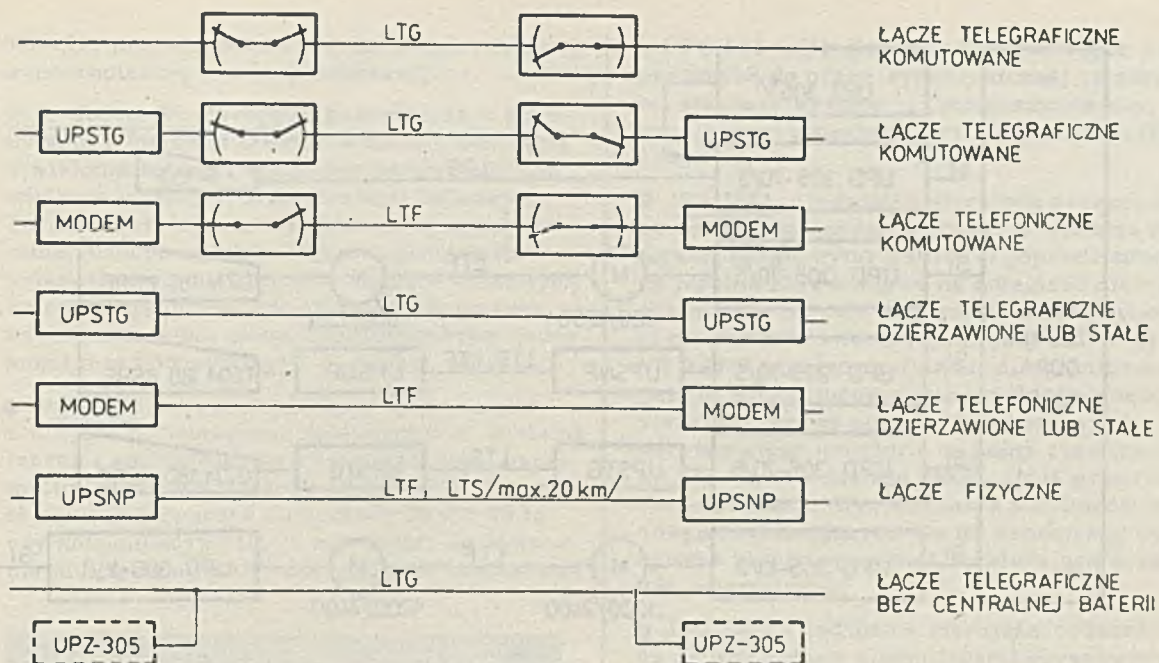 LTG
ŁĄCZE TELEGRAFICZNE
KOMUTOWANE
UPSTG
LTG
UPSTG
ŁĄCZE TELEGRAFICZNE
KOMUTOWANE
MODEM
LTF
MODEM
ŁĄCZE TELEFONICZNE
KOMUTOWANE
UPSTG
LTG
UPSTG
ŁĄCZE TELEGRAFICZNE
DZIERZAWIONE LUB STAŁE
MODEM
LTF
MODEM
ŁĄCZE TELEFONICZNE
DZIERZAWIONE LUB STAŁE
UPSNP
LTF, LTS/max.20km/
UPSNP
ŁĄCZE FIZYCZNE
LTG
ŁĄCZE TELEGRAFICZNE
BEZ CENTRALNEJ BATERII
UPZ-305
UPZ-305